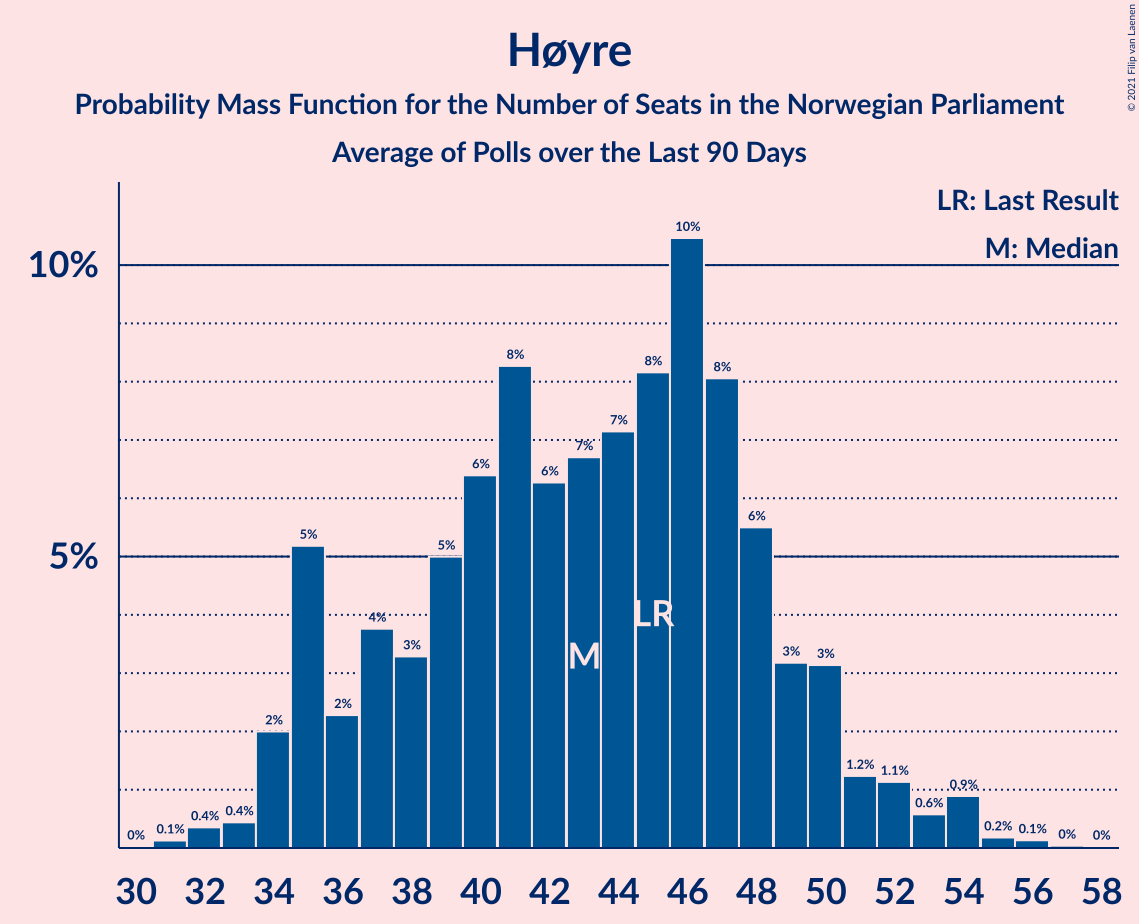 Høyre
Probability Mass Function for the Number of Seats in the Norwegian Parliament
Average of Polls over the Last 90 Days
© 2021 Filip van Laenen
LR: Last Result
M: Median
10%
5%
0% 0.1% 0.4% 0.4% 2% 5% 2% 4% 3% 5% 6% 8% 6% 7% 7% 8% 10% 8% 6% 3% 3% 1.2% 1.1% 0.6% 0.9% 0.2% 0.1% 0% 0%
LR
M
30 32 34 36 38 40 42 44 46 48 50 52 54 56 58